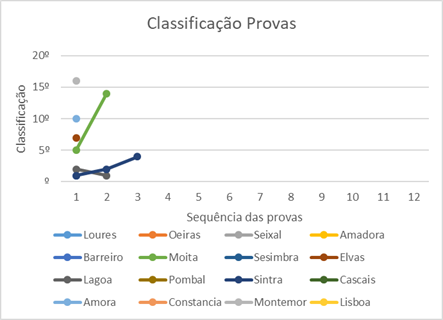 Classificação Provas
20º
15º
10º
5º
º
Classificação
1 2 3 4 5 6 7 8 9 10 11 12
Sequência das provas
Loures Oeiras Seixal Amadora
Barreiro Moita Sesimbra Elvas
Lagoa Pombal Sintra Cascais
Amora Constancia Montemor Lisboa